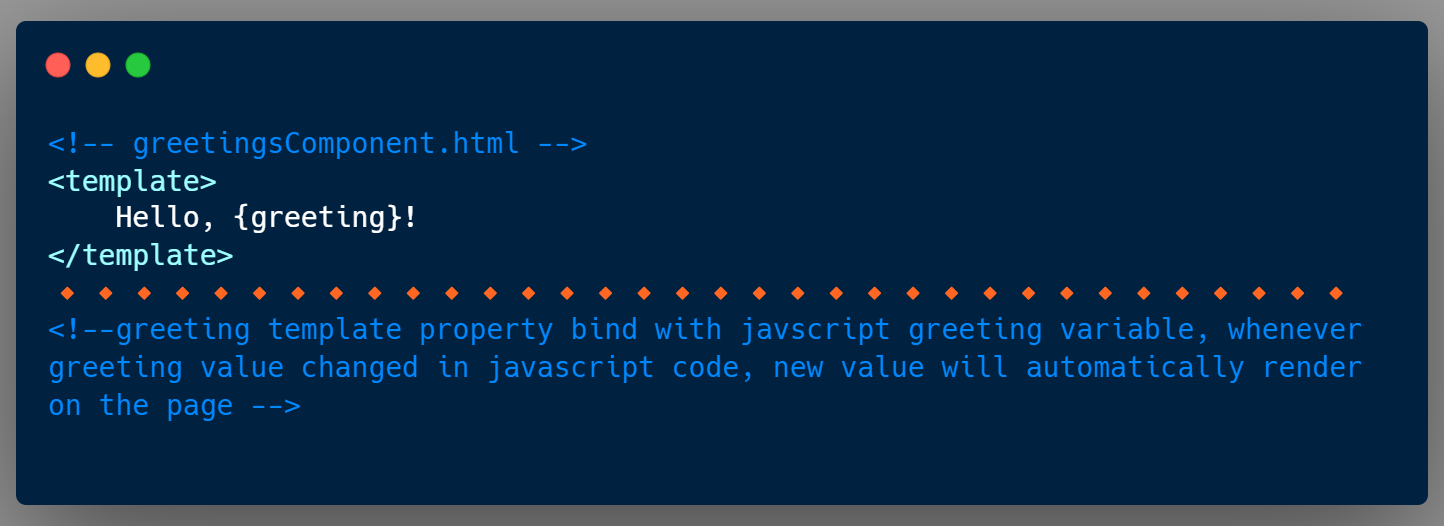 <!-- greetingsComponent.html -->
<template>
    Hello, {greeting}!
</template>
<!--greeting template property bind with javscript greeting variable, whenever
greeting value changed in javascript code, new value will automatically render
on the page -->